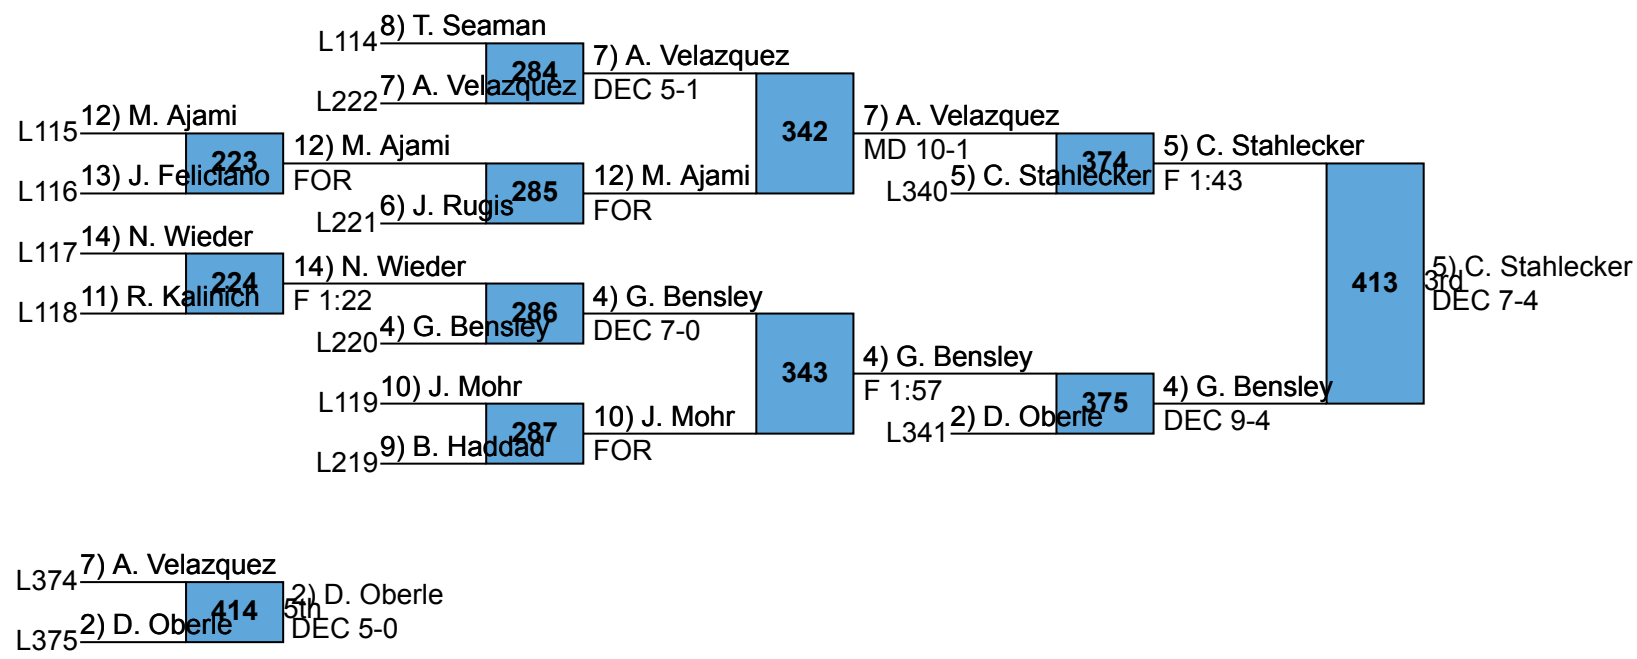 8) T. Seaman
L114
284
7) A. Velazquez
L222
7) A. Velazquez
DEC 5-1
12) M. Ajami
L115
223
13) J. Feliciano
L116
12) M. Ajami
FOR
285
6) J. Rugis
L221
12) M. Ajami
FOR
342
7) A. Velazquez
MD 10-1
374
5) C. Stahlecker
L340
5) C. Stahlecker
F 1:43
14) N. Wieder
L117
224
11) R. Kalinich
L118
14) N. Wieder
F 1:22
286
4) G. Bensley
L220
4) G. Bensley
DEC 7-0
343
10) J. Mohr
L119
287
9) B. Haddad
L219
10) J. Mohr
FOR
4) G. Bensley
F 1:57
375
2) D. Oberle
L341
4) G. Bensley
DEC 9-4
413
3rd
5) C. Stahlecker
DEC 7-4
7) A. Velazquez
L374
414
2) D. Oberle
L375
5th
2) D. Oberle
DEC 5-0